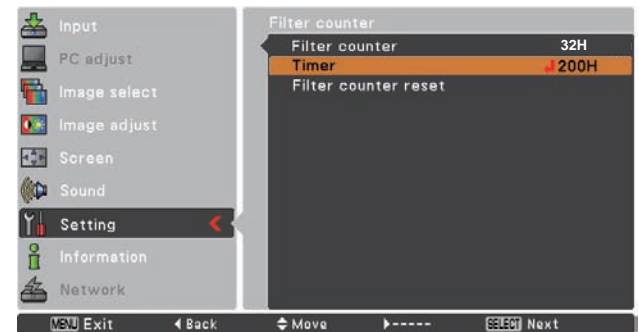 Input
PC adjust
Image select
Image adjust
Screen
Sound
Setting
Information
Network
Filter counter
Filter counter 32H
Timer 200H
Filter counter reset
MENU Exit Back Move ----- SELECT Next